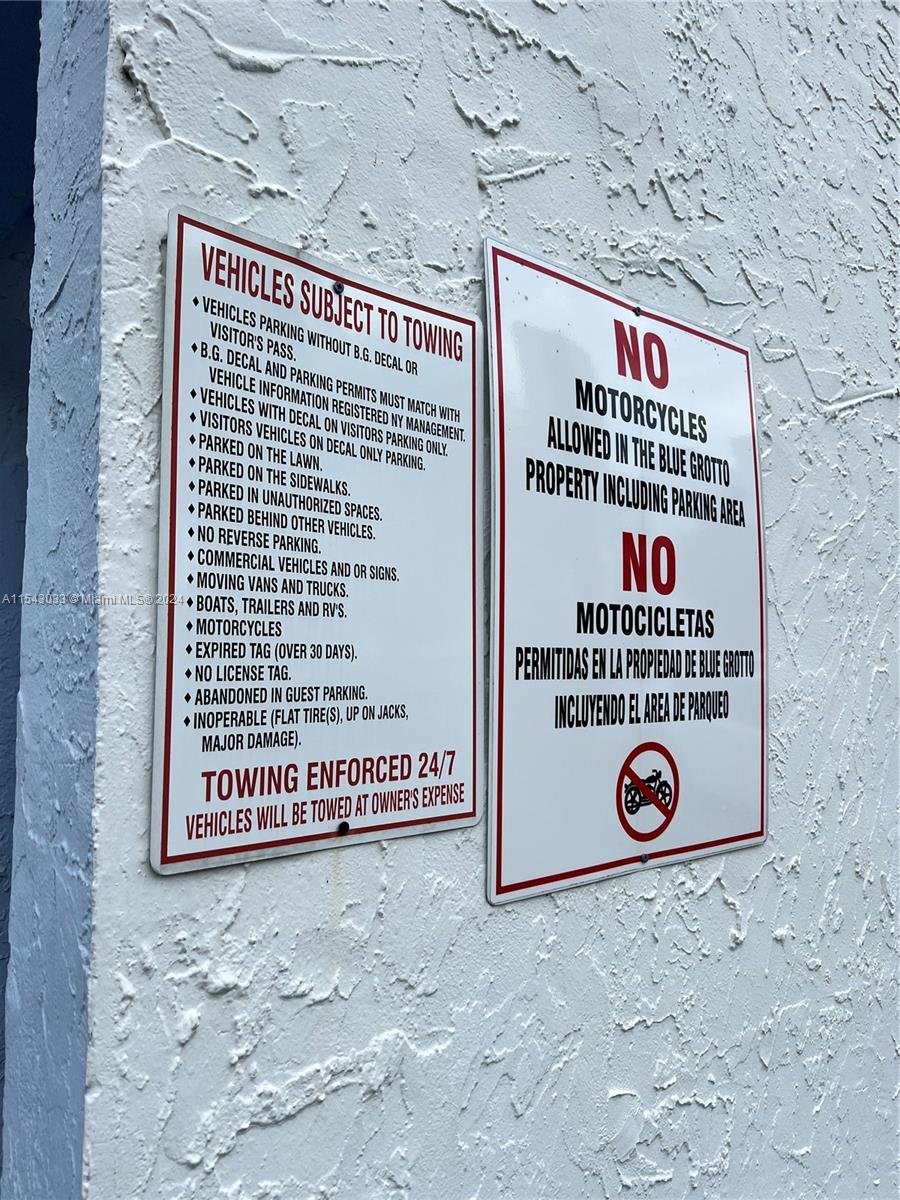 VEHICLES SUBJECT TO TOWING
♦ VEHICLES PARKING WITHOUT B.G. DECAL OR
VISITOR'S PASS.
♦ B.G. DECAL AND PARKING PERMITS MUST MATCH WITH
VEHICLE INFORMATION REGISTERED NY MANAGEMENT.
♦ VEHICLES WITH DECAL ON VISITORS PARKING ONLY.
♦ VISITORS VEHICLES ON DECAL ONLY PARKING.
♦ PARKED ON THE LAWN.
♦ PARKED ON THE SIDEWALKS.
♦ PARKED IN UNAUTHORIZED SPACES.
♦ PARKED BEHIND OTHER VEHICLES.
♦ NO REVERSE PARKING.
♦ COMMERCIAL VEHICLES AND OR SIGNS.
♦ MOVING VANS AND TRUCKS.
♦ BOATS, TRAILERS AND RV'S.
♦ MOTORCYCLES
♦ EXPIRED TAG (OVER 30 DAYS).
♦ NO LICENSE TAG.
♦ ABANDONED IN GUEST PARKING.
♦ INOPERABLE (FLAT TIRE(S), UP ON JACKS,
MAJOR DAMAGE).
TOWING ENFORCED 24/7
VEHICLES WILL BE TOWED AT OWNER'S EXPENSE
NO
MOTORCYCLES
ALLOWED IN THE BLUE GROTTO
PROPERTY INCLUDING PARKING AREA
NO
MOTOCICLETAS
PERMITIDAS EN LA PROPIEDAD DE BLUE GROTTO
INCLUYENDO EL AREA DE PARQUEO
A11543033 © Miami MLS® 2024